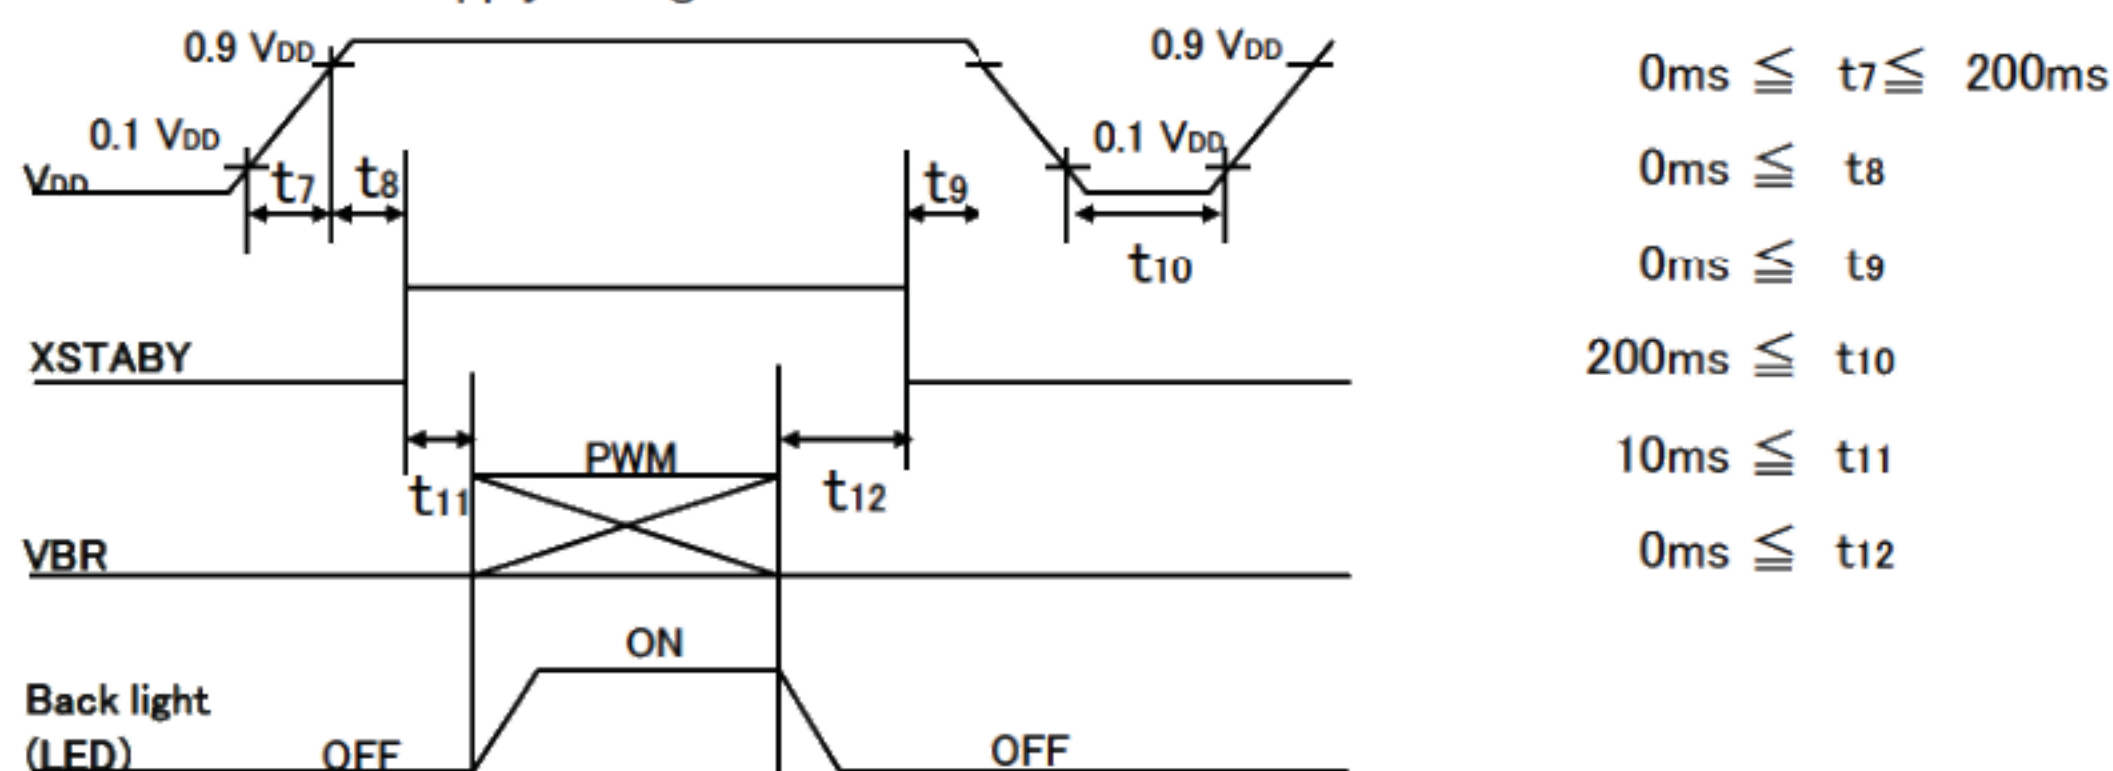 0.9 VDD
0.9 VDD
0ms ≦ t7≦ 200ms
0.1 VDD
0.1 VDD
VDD
t7
t8
t9
0ms ≦ t8
t10
0ms ≦ t9
XSTABY
200ms ≦ t10
PWM
t11
t12
10ms ≦ t11
VBR
0ms ≦ t12
ON
Back light
(LED)
OFF
OFF